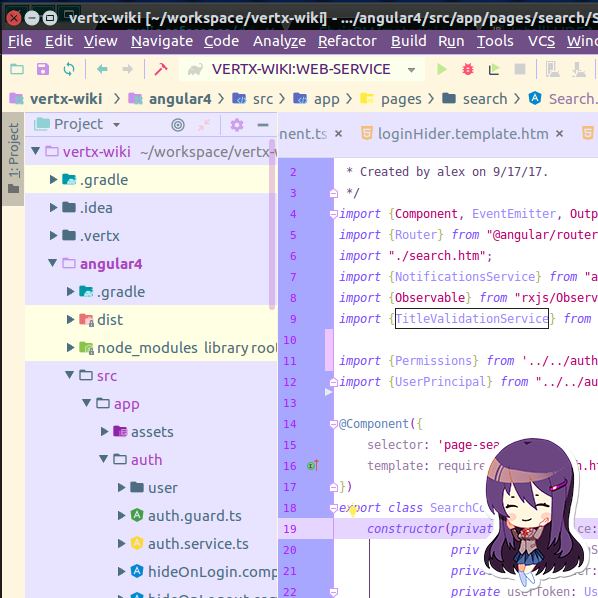 vertx-wiki [~/workspace/vertx-wiki] - .../angular4/src/app/pages/search/S
File Edit View Navigate Code Analyze Refactor Build Run Tools VCS Wind
VERTX-WIKI:WEB-SERVICE
vertx-wiki angular4 src app pages search Search.
1: Project
Project
nent.ts × loginHider.template.htm ×
vertx-wiki ~/workspace/vertx-w
.gradle
.idea
.vertx
angular4
.gradle
dist
node_modules library root
src
app
assets
auth
user
auth.guard.ts
auth.service.ts
hideOnLogin.comp
2 * Created by alex on 9/17/17.
3 */
4 import {Component, EventEmitter, Outp
5 import {Router} from "@angular/router
6 import "./search.htm";
7 import {NotificationsService} from "a
8 import {Observable} from "rxjs/Observ
9 import {TitleValidationService} from
10
11 import {Permissions} from '../../auth
12 import {UserPrincipal} from "../../au
13
14 @Component({
15 selector: 'page-sea
16 template: require h.h
17 })
18 export class SearchCo
19 constructor(privat ce:
20 priv nS
21 priv er:
22 private userToken: Us